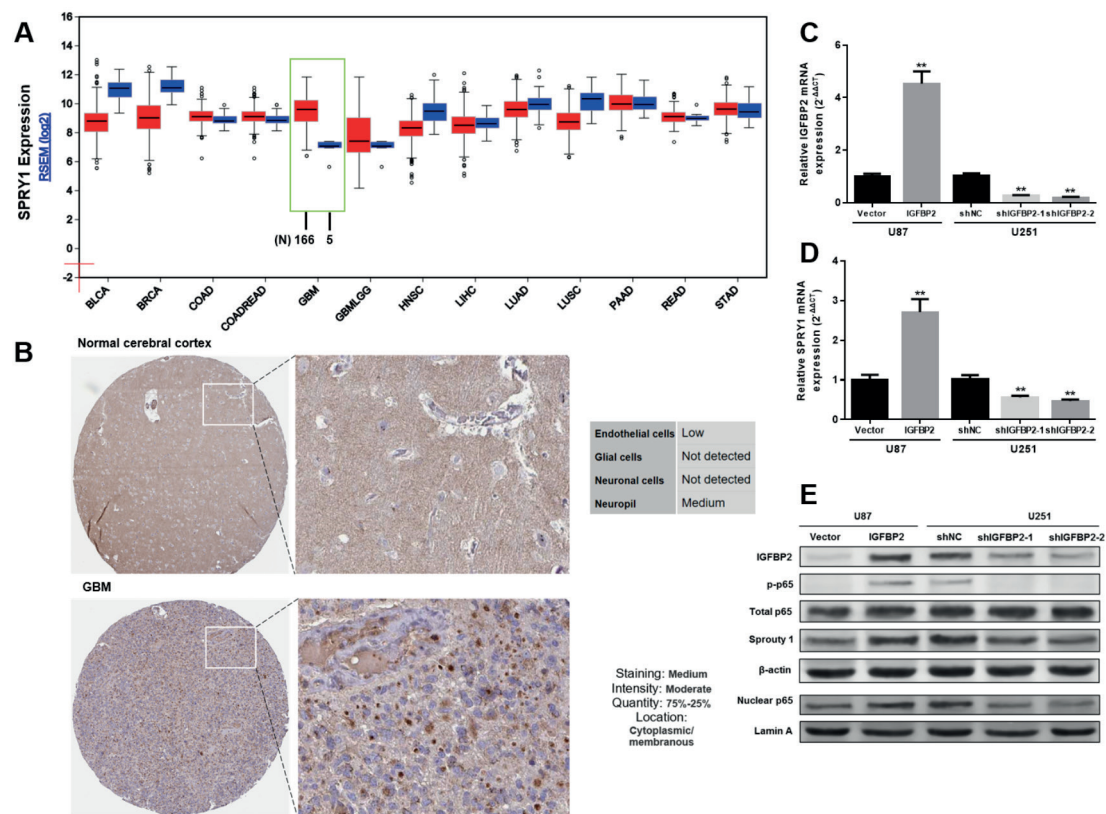 A
SPRY1 Expression
RSEM (log2)
16
14
12
10
8
6
4
2
0
-2
(N) 166 5
BLCA
BRCA
COAD
COADREAD
GBM
GBMLGG
HNSC
LIHC
LUAD
LUSC
PAAD
READ
STAD
B
Normal cerebral cortex
Endothelial cells Low
Glial cells Not detected
Neuronal cells Not detected
Neuropil Medium
GBM
Staining: Medium
Intensity: Moderate
Quantity: 75%-25%
Location:
Cytoplasmic/
membranous
C
Relative IGFBP2 mRNA
expression (2-ΔΔCT)
6
4
2
0
**
**
**
Vector IGFBP2 shNC shIGFBP2-1 shIGFBP2-2
U87 U251
D
Relative SPRY1 mRNA
expression (2-ΔΔCT)
4
3
2
1
0
**
**
**
Vector IGFBP2 shNC shIGFBP2-1 shIGFBP2-2
U87 U251
E
U87 U251
Vector IGFBP2 shNC shIGFBP2-1 shIGFBP2-2
IGFBP2
p-p65
Total p65
Sprouty 1
β-actin
Nuclear p65
Lamin A